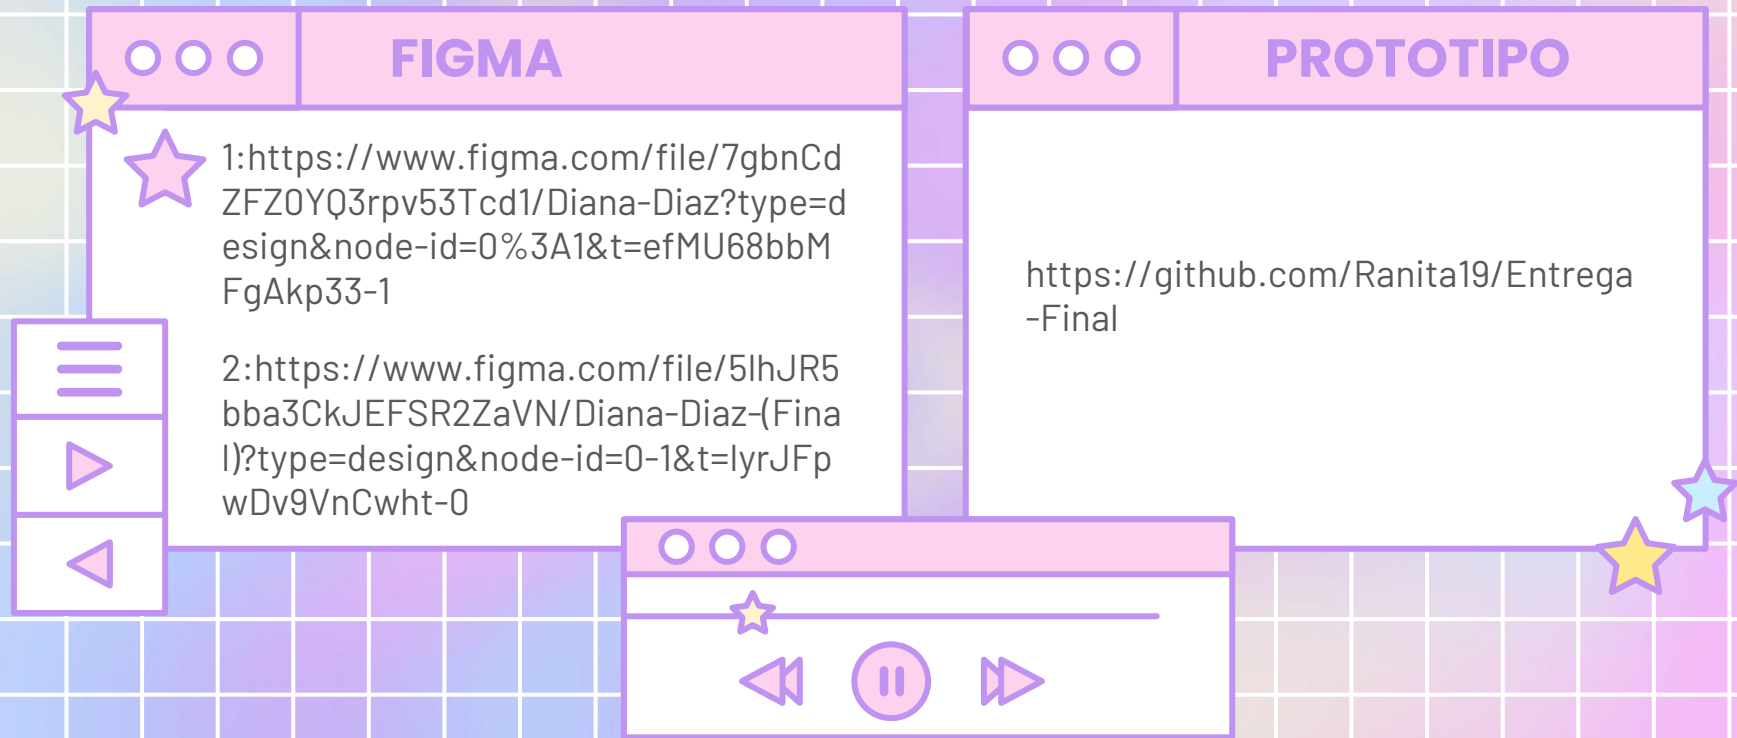 FIGMA
1:https://www.figma.com/file/7gbnCd
ZFZ0YQ3rpv53Tcd1/Diana-Diaz?type=d
esign&node-id=0%3A1&t=efMU68bbM
FgAkp33-1
2:https://www.figma.com/file/5lhJR5
bba3CkJEFSR2ZaVN/Diana-Diaz-(Fina
l)?type=design&node-id=0-1&t=lyrJFp
wDv9VnCwht-0
PROTOTIPO
https://github.com/Ranita19/Entrega
-Final